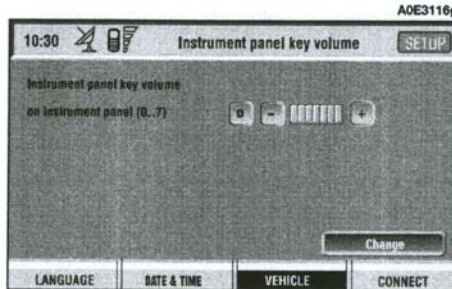 A0E3116g
10:30 Instrument panel key volume SETUP
Instrument panel key volume
on instrument panel (0..7) 0 - +
Change
LANGUAGE DATE & TIME VEHICLE CONNECT